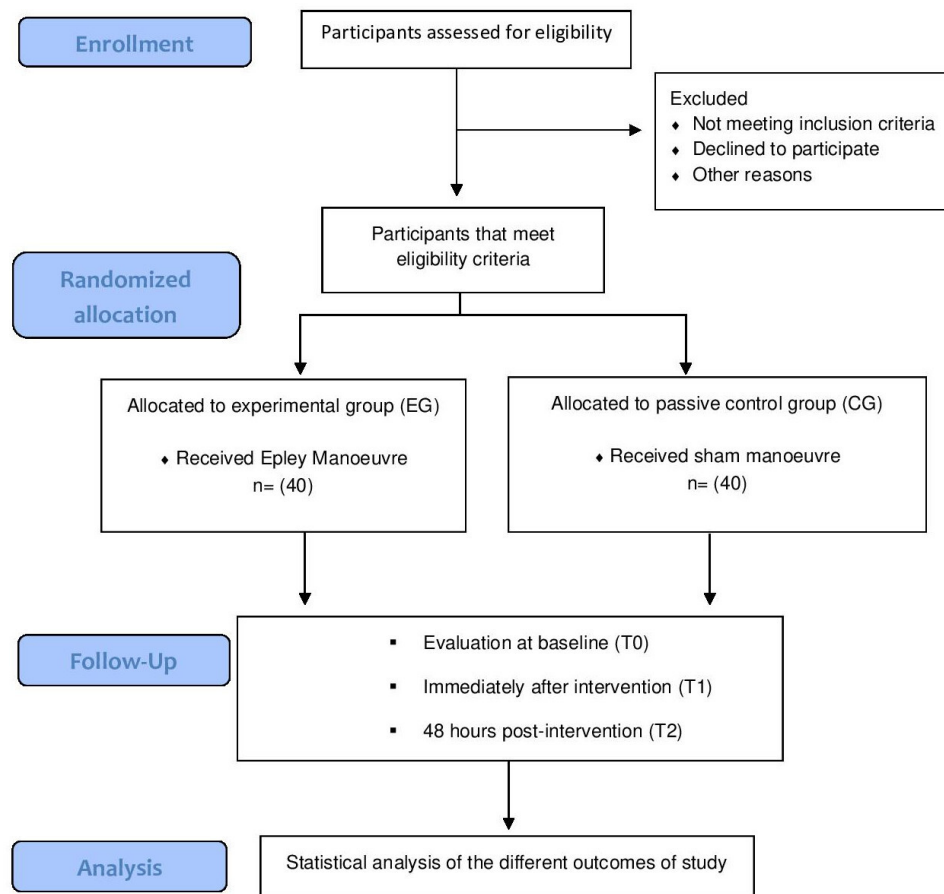 Enrollment
Participants assessed for eligibility
Excluded
♦ Not meeting inclusion criteria
♦ Declined to participate
♦ Other reasons
Participants that meet
eligibility criteria
Randomized
allocation
Allocated to experimental group (EG)
♦ Received Epley Manoeuvre
n= (40)
Allocated to passive control group (CG)
♦ Received sham manoeuvre
n= (40)
Follow-Up
▪ Evaluation at baseline (T0)
▪ Immediately after intervention (T1)
▪ 48 hours post-intervention (T2)
Analysis
Statistical analysis of the different outcomes of study